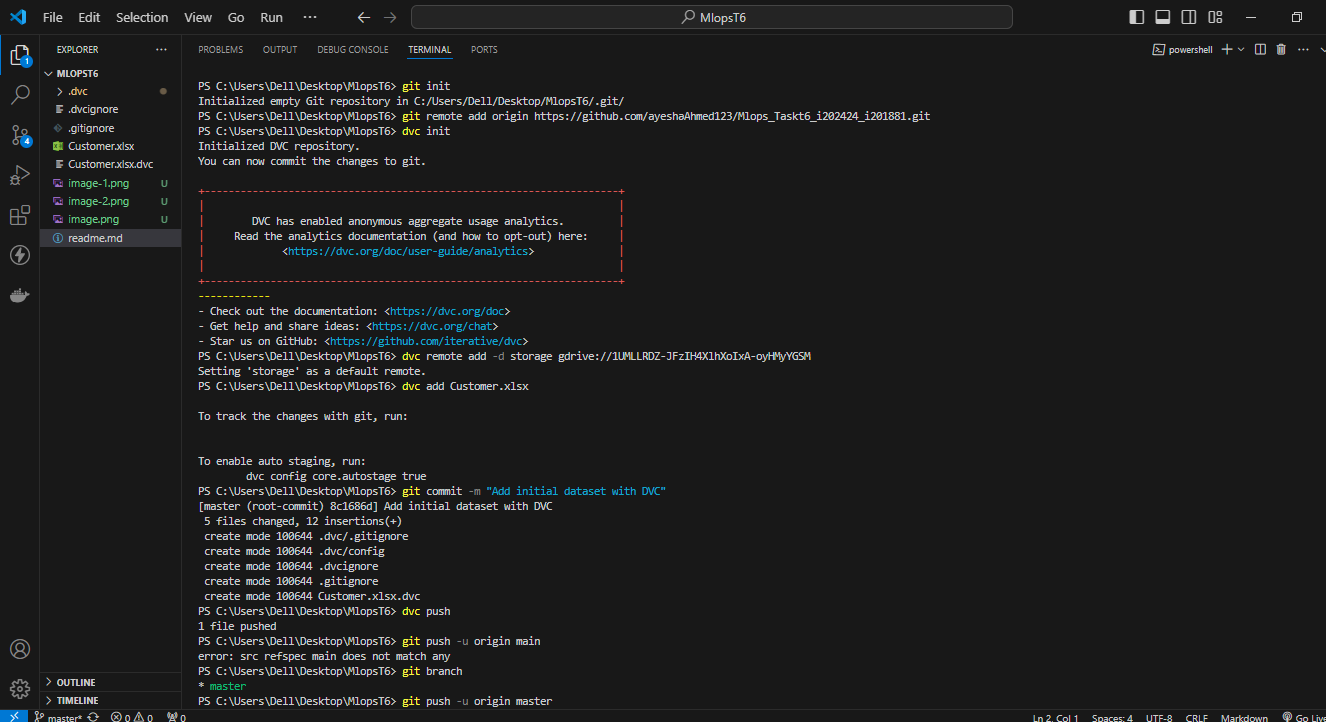 File Edit Selection View Go Run ··· MlopsT6
EXPLORER ···
MLOPST6
.dvc
.dvcignore
.gitignore
Customer.xlsx
Customer.xlsx.dvc
image-1.png U
image-2.png U
image.png U
readme.md
OUTLINE
TIMELINE
1
4
PROBLEMS OUTPUT DEBUG CONSOLE TERMINAL PORTS powershell
PS C:\Users\Dell\Desktop\MlopsT6> git init
Initialized empty Git repository in C:/Users/Dell/Desktop/MlopsT6/.git/
PS C:\Users\Dell\Desktop\MlopsT6> git remote add origin https://github.com/ayeshaAhmed123/Mlops_Taskt6_i202424_i201881.git
PS C:\Users\Dell\Desktop\MlopsT6> dvc init
Initialized DVC repository.
You can now commit the changes to git.
+---------------------------------------------------------------------+
| |
| DVC has enabled anonymous aggregate usage analytics. |
| Read the analytics documentation (and how to opt-out) here: |
| <https://dvc.org/doc/user-guide/analytics> |
| |
+---------------------------------------------------------------------+
------------
- Check out the documentation: <https://dvc.org/doc>
- Get help and share ideas: <https://dvc.org/chat>
- Star us on GitHub: <https://github.com/iterative/dvc>
PS C:\Users\Dell\Desktop\MlopsT6> dvc remote add -d storage gdrive://1UMLLRDZ-JFzIH4XlhXoIxA-oyHMyYGSM
Setting 'storage' as a default remote.
PS C:\Users\Dell\Desktop\MlopsT6> dvc add Customer.xlsx
To track the changes with git, run:
To enable auto staging, run:
dvc config core.autostage true
PS C:\Users\Dell\Desktop\MlopsT6> git commit -m "Add initial dataset with DVC"
[master (root-commit) 8c1686d] Add initial dataset with DVC
5 files changed, 12 insertions(+)
create mode 100644 .dvc/.gitignore
create mode 100644 .dvc/config
create mode 100644 .dvcignore
create mode 100644 .gitignore
create mode 100644 Customer.xlsx.dvc
PS C:\Users\Dell\Desktop\MlopsT6> dvc push
1 file pushed
PS C:\Users\Dell\Desktop\MlopsT6> git push -u origin main
error: src refspec main does not match any
PS C:\Users\Dell\Desktop\MlopsT6> git branch
* master
PS C:\Users\Dell\Desktop\MlopsT6> git push -u origin master
master* 0 0 0 Ln 2, Col 1 Spaces: 4 UTF-8 CRLF Markdown Go Live